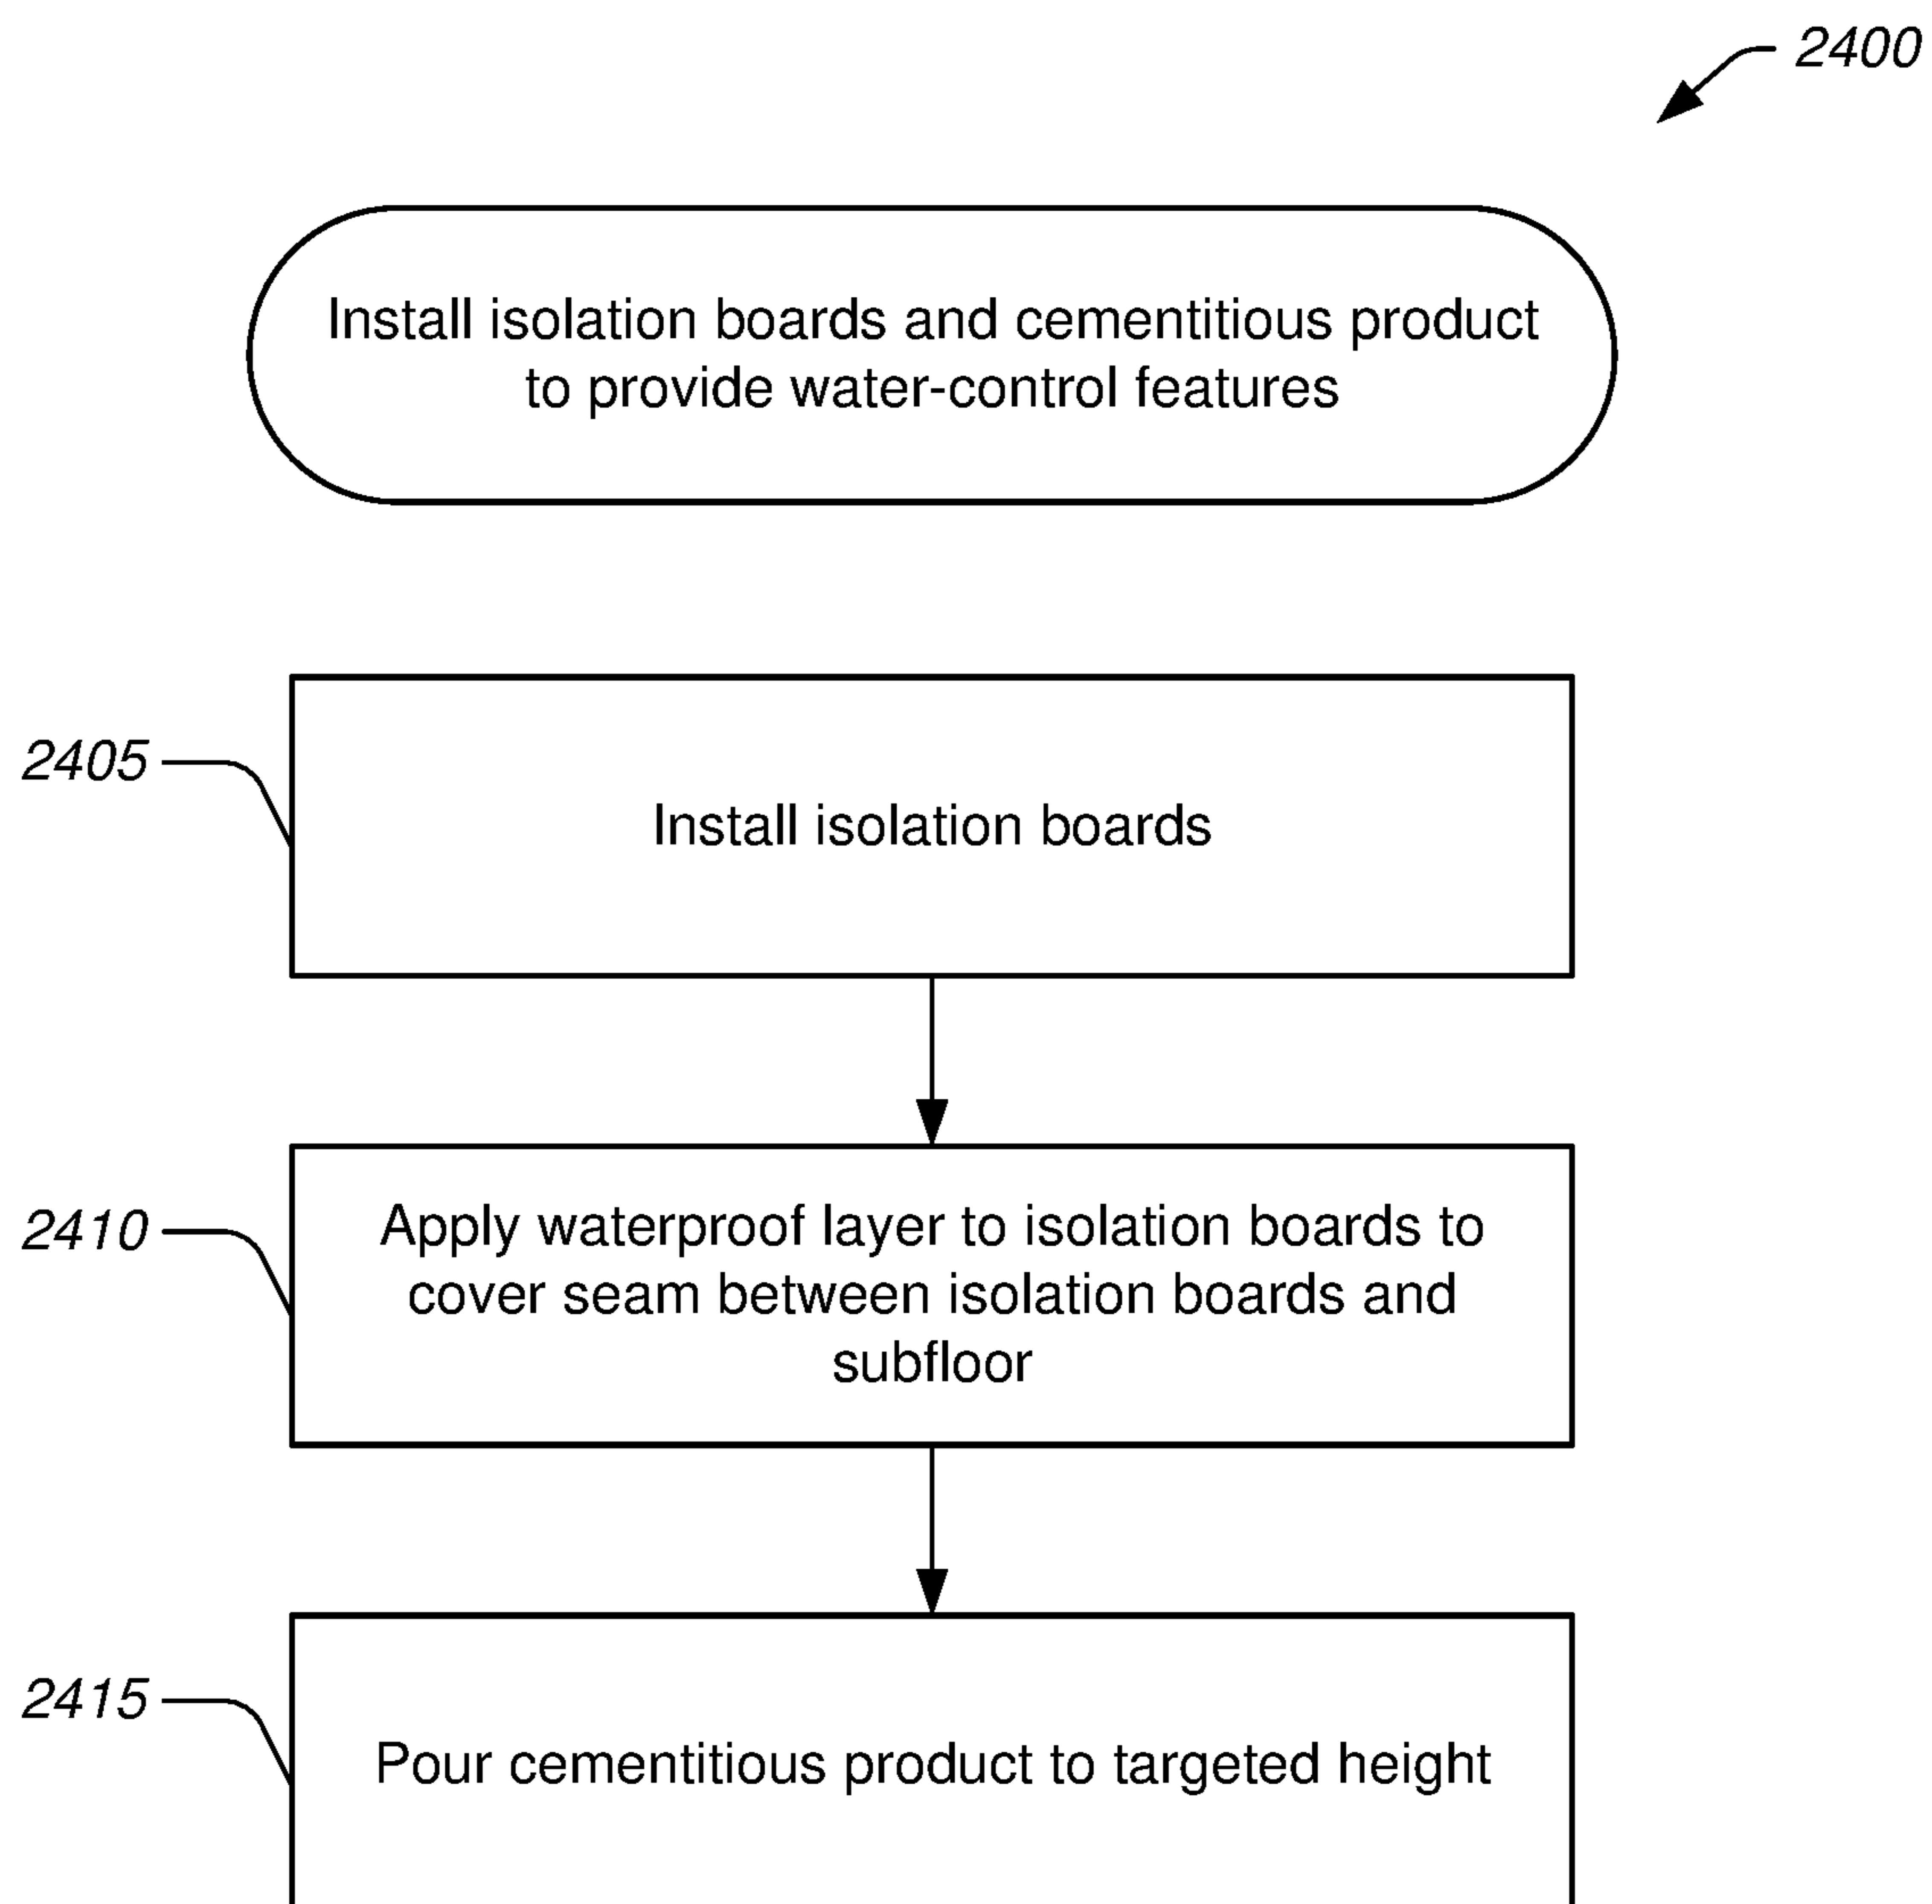 2400
Install isolation boards and cementitious product
to provide water-control features
2405
Install isolation boards
2410
Apply waterproof layer to isolation boards to
cover seam between isolation boards and
subfloor
2415
Pour cementitious product to targeted height